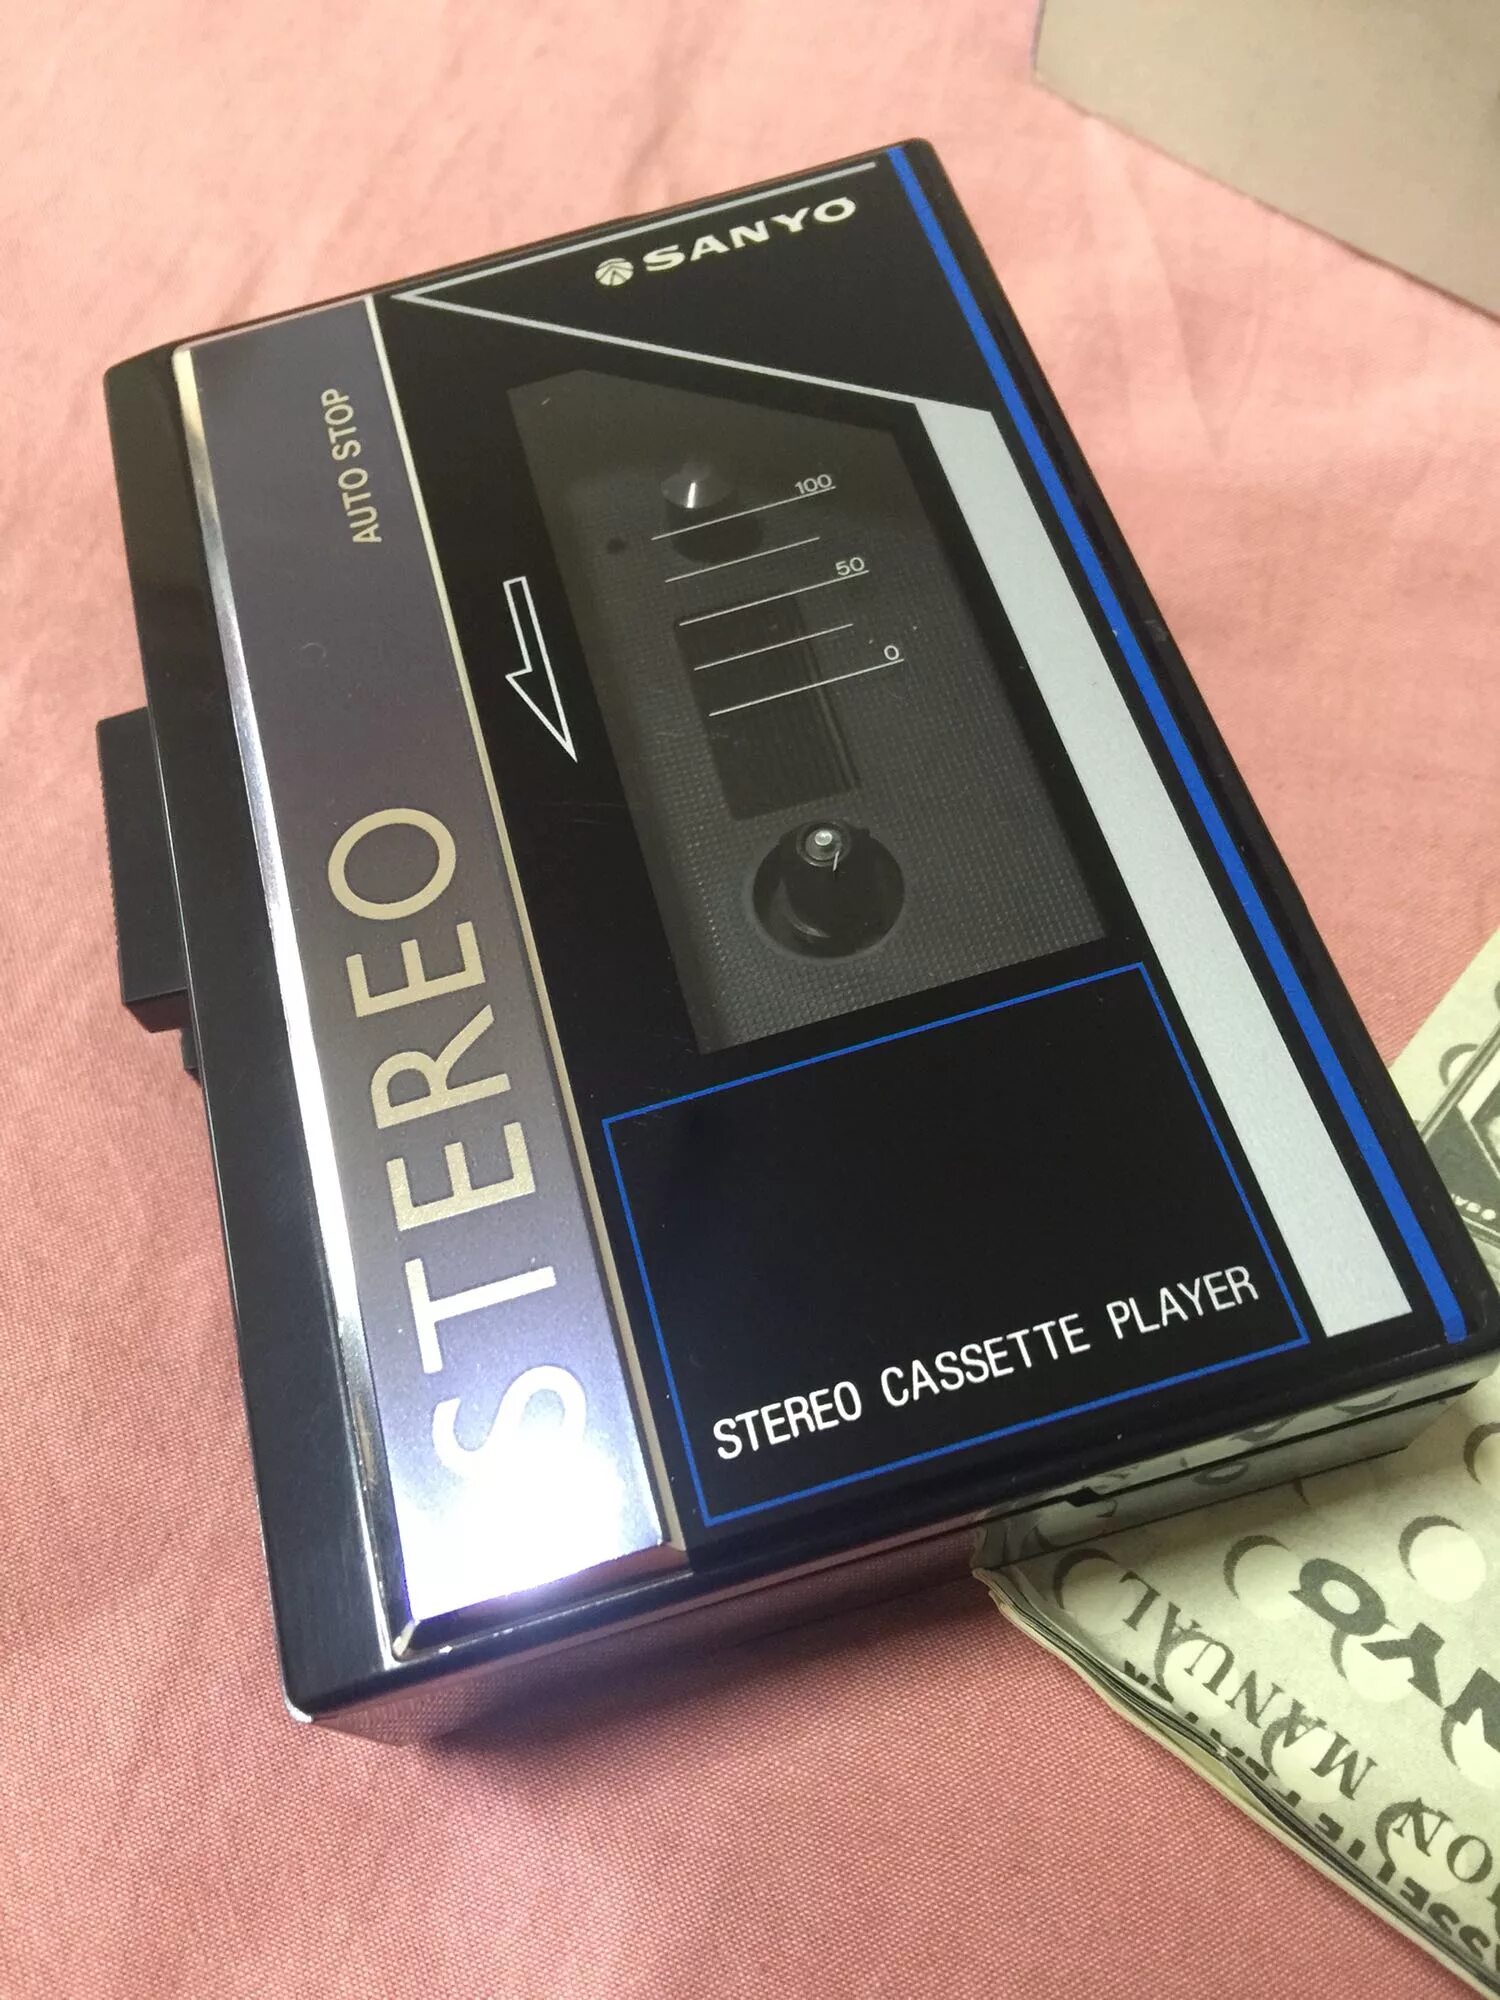 SANYO
AUTO STOP
100
50
0
STEREO
STEREO CASSETTE PLAYER
MANUAL